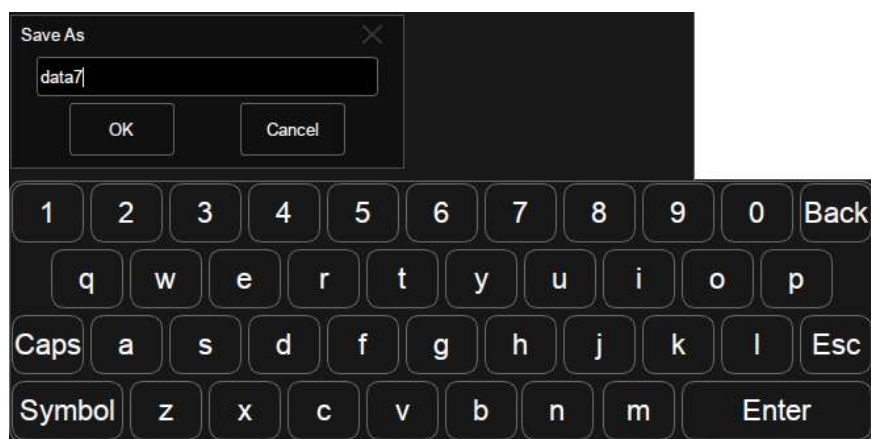 Save As
data7
OK Cancel
1 2 3 4 5 6 7 8 9 0 Back
q w e r t y u i o p
Caps a s d f g h j k l Esc
Symbol z x c v b n m Enter